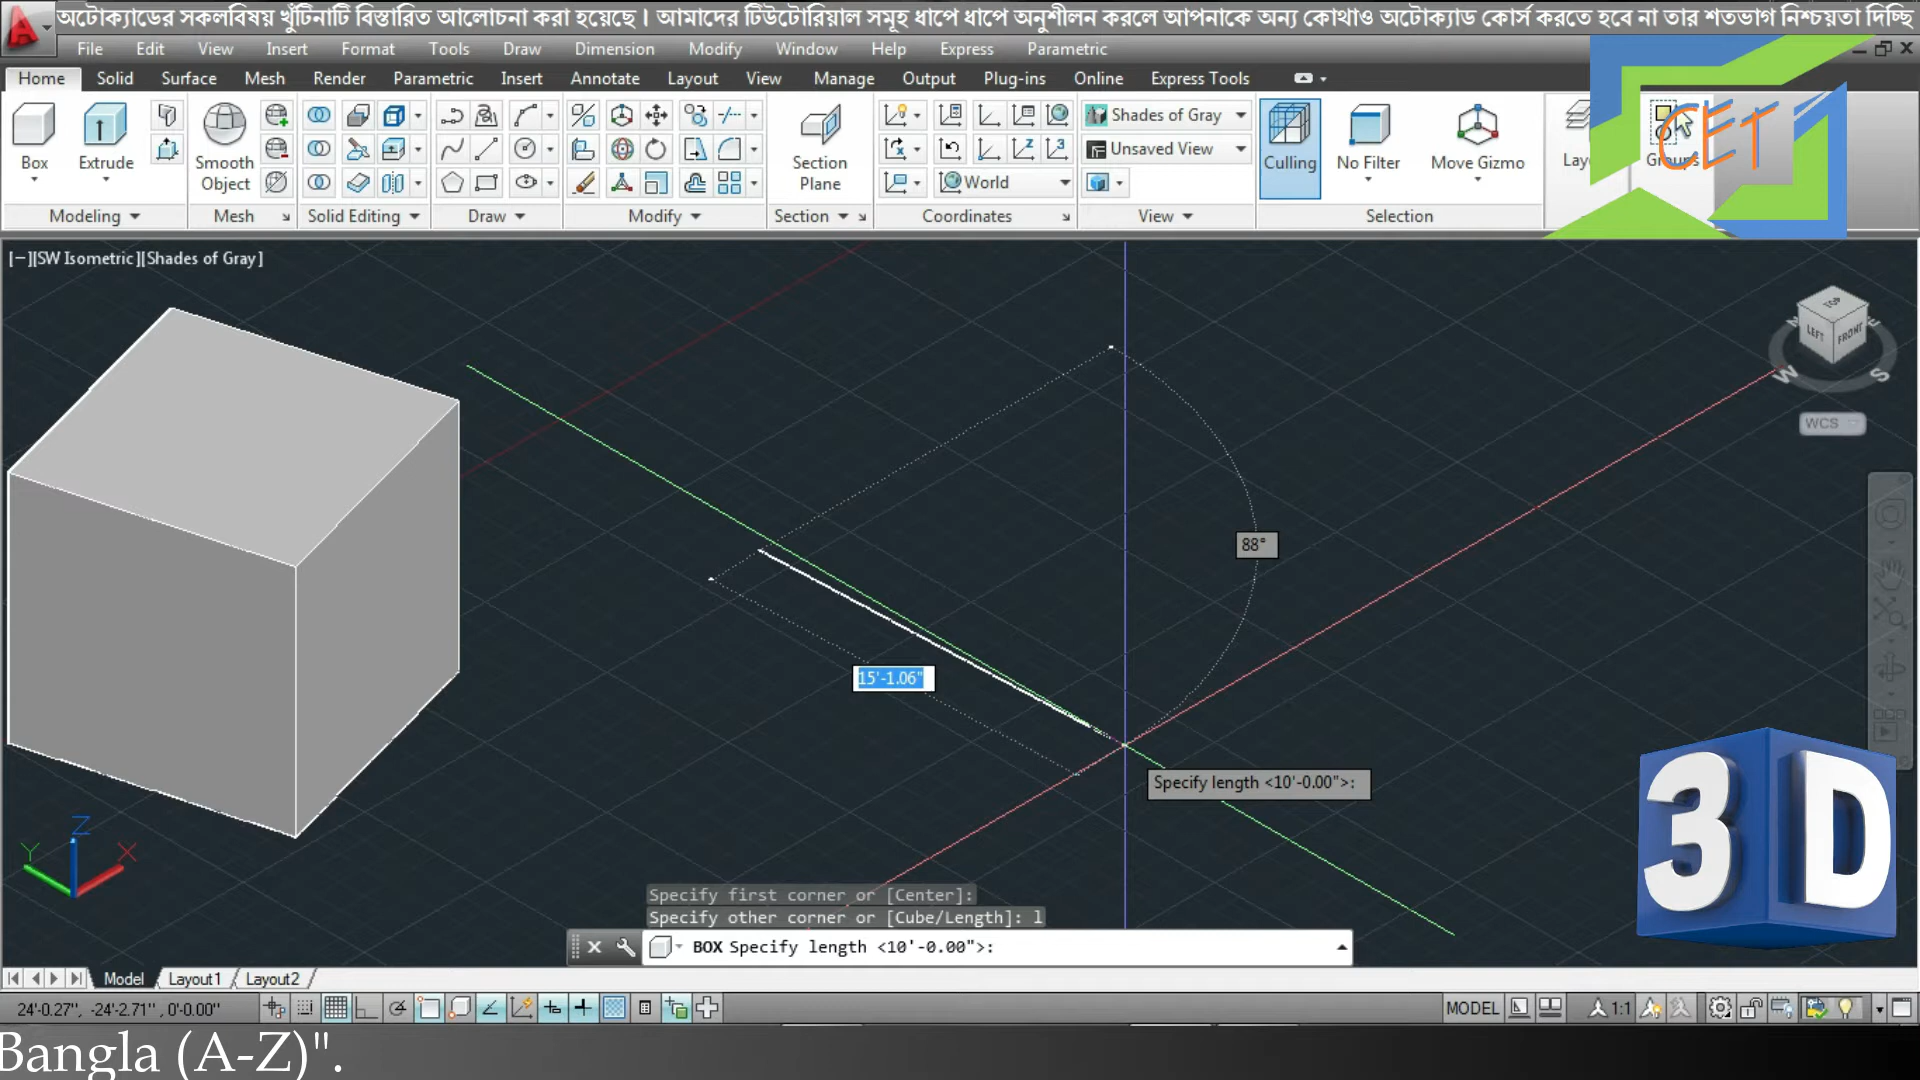 অটোক্যাডের সকলবিষয় খুঁটিনাটি বিস্তারিত আলোচনা করা হয়েছে। আমাদের টিউটোরিয়াল সমূহ ধাপে ধাপে অনুশীলন করলে আপনাকে অন্য কোথাও অটোক্যাড কোর্স করতে হবে না তার শতভাগ নিশ্চয়তা দিচ্ছি
File Edit View Insert Format Tools Draw Dimension Modify Window Help Express Parametric
Home Solid Surface Mesh Render Parametric Insert Annotate Layout View Manage Output Plug-ins Online Express Tools
Shades of Gray
Unsaved View
World
Box Extrude Smooth Object Section Plane Culling No Filter Move Gizmo Groups
CET
Modeling Mesh Solid Editing Draw Modify Section Coordinates View Selection
[−][SW Isometric][Shades of Gray]
TOP
LEFT FRONT
W S
WCS
88°
15'-1.06"
Specify length <10'-0.00">:
3D
Z
Y X
Specify first corner or [Center]:
Specify other corner or [Cube/Length]: l
BOX Specify length <10'-0.00">:
Model Layout1 Layout2
24'-0.27", -24'-2.71", 0'-0.00" MODEL 1:1
Bangla (A-Z)".